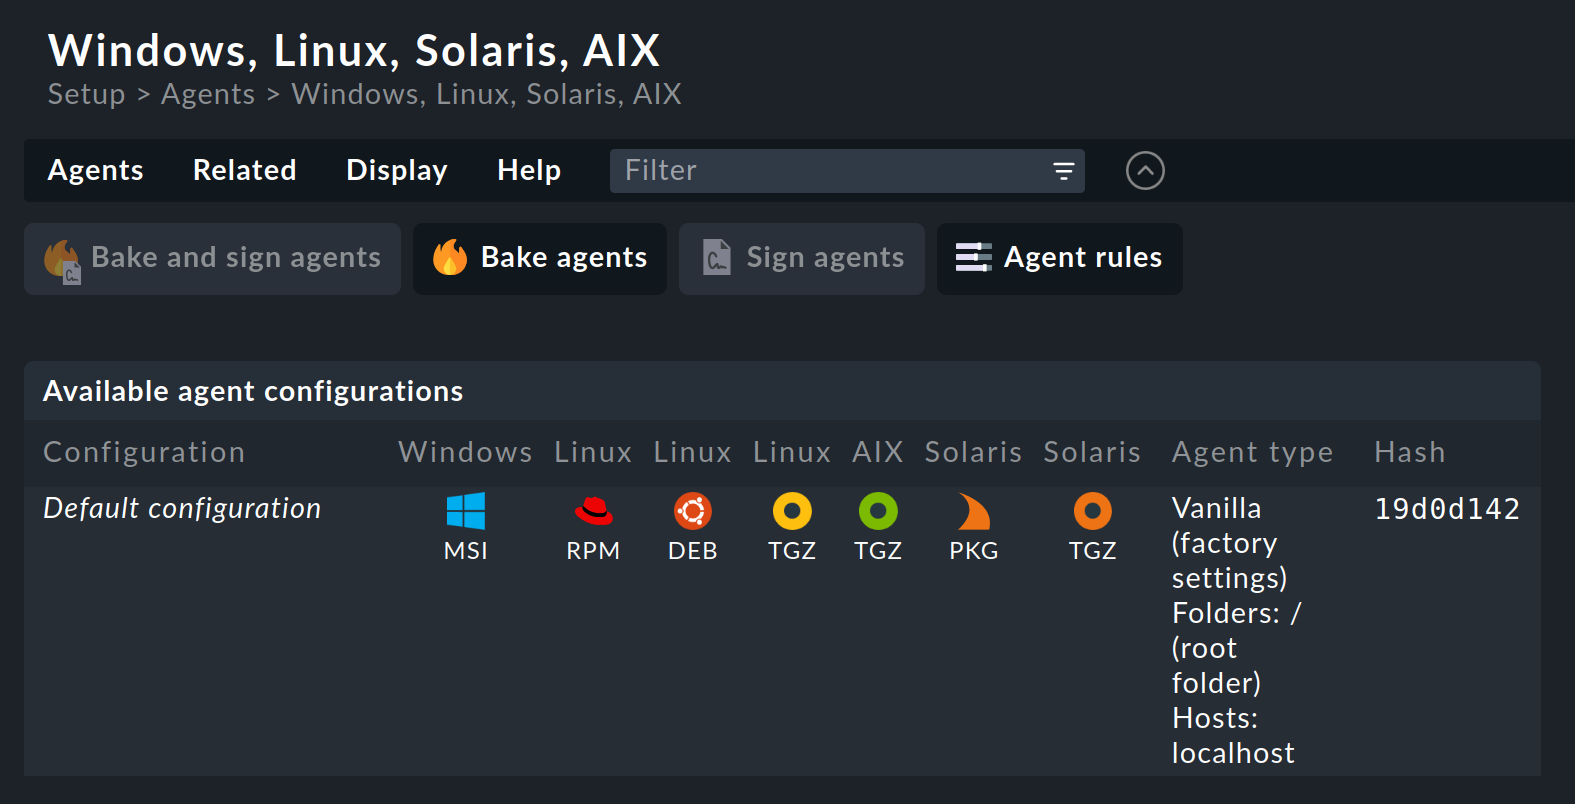 Windows, Linux, Solaris, AIX
Setup > Agents > Windows, Linux, Solaris, AIX
Agents Related Display Help Filter
Bake and sign agents Bake agents Sign agents Agent rules
Available agent configurations
Configuration Windows Linux Linux Linux AIX Solaris Solaris Agent type Hash
Default configuration MSI RPM DEB TGZ TGZ PKG TGZ Vanilla 19d0d142
(factory
settings)
Folders: /
(root
folder)
Hosts:
localhost